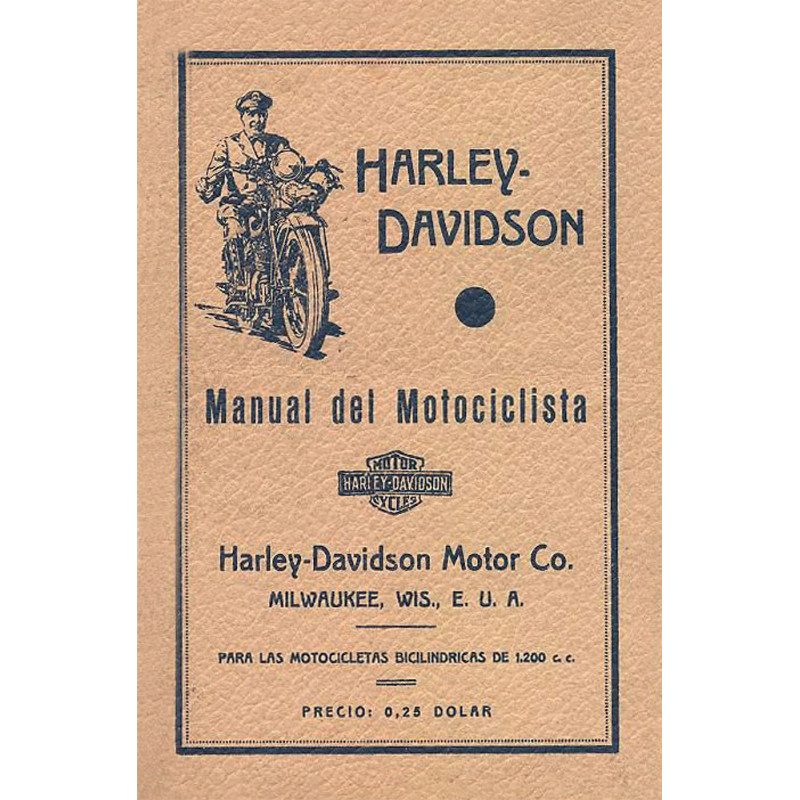 HARLEY-
DAVIDSON
Manual del Motociclista
MOTOR
HARLEY-DAVIDSON
CYCLES
Harley-Davidson Motor Co.
MILWAUKEE, WIS., E. U. A.
PARA LAS MOTOCICLETAS BICILINDRICAS DE 1.200 c. c.
PRECIO: 0,25 DOLAR